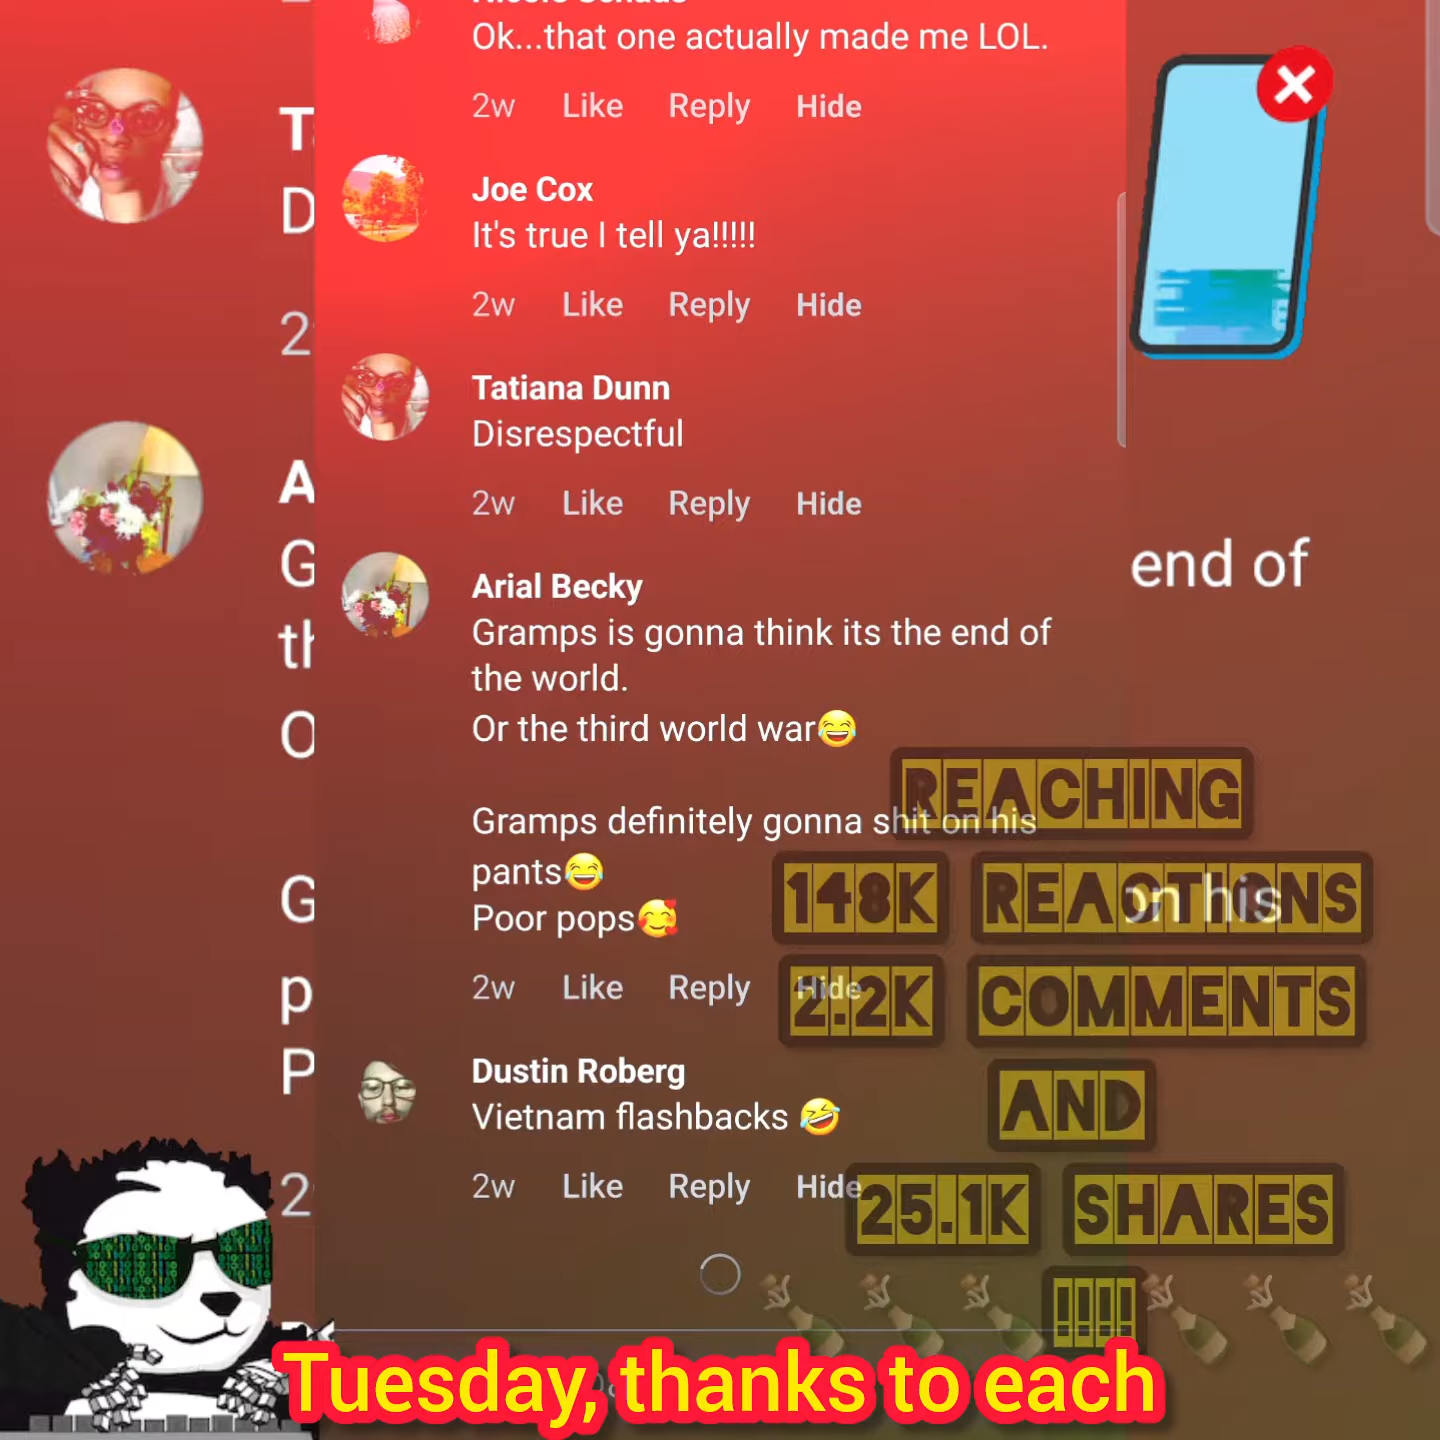 Ok...that one actually made me LOL.
2w Like Reply Hide
Joe Cox
It's true I tell ya!!!!!
2w Like Reply Hide
Tatiana Dunn
Disrespectful
2w Like Reply Hide
Arial Becky
Gramps is gonna think its the end of
the world.
Or the third world war😂
Gramps definitely gonna shit on his
pants😂
Poor pops🥰
2w Like Reply Hide
Dustin Roberg
Vietnam flashbacks 🤣
2w Like Reply Hide
end of
on his
REACHING
148K REACTIONS
2.2K COMMENTS
AND
25.1K SHARES
!!!!
Tuesday, thanks to each